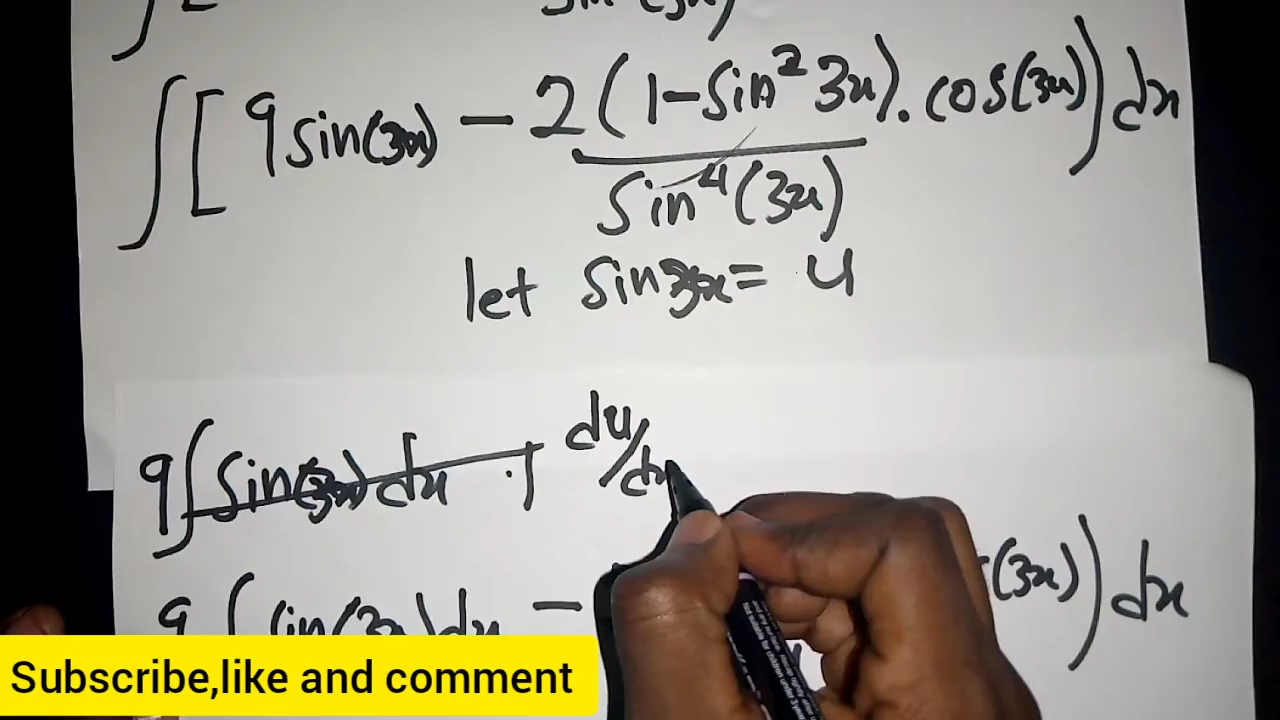 ∫[ 9sin(3x) - 2(1-sin²3x).cos(3x)) dx
sin⁴(3x)
let sin3x = u
9∫sin(3x)dx . 1 du/dx
9∫sin(3x)dx - (3x)) dx
Subscribe,like and comment